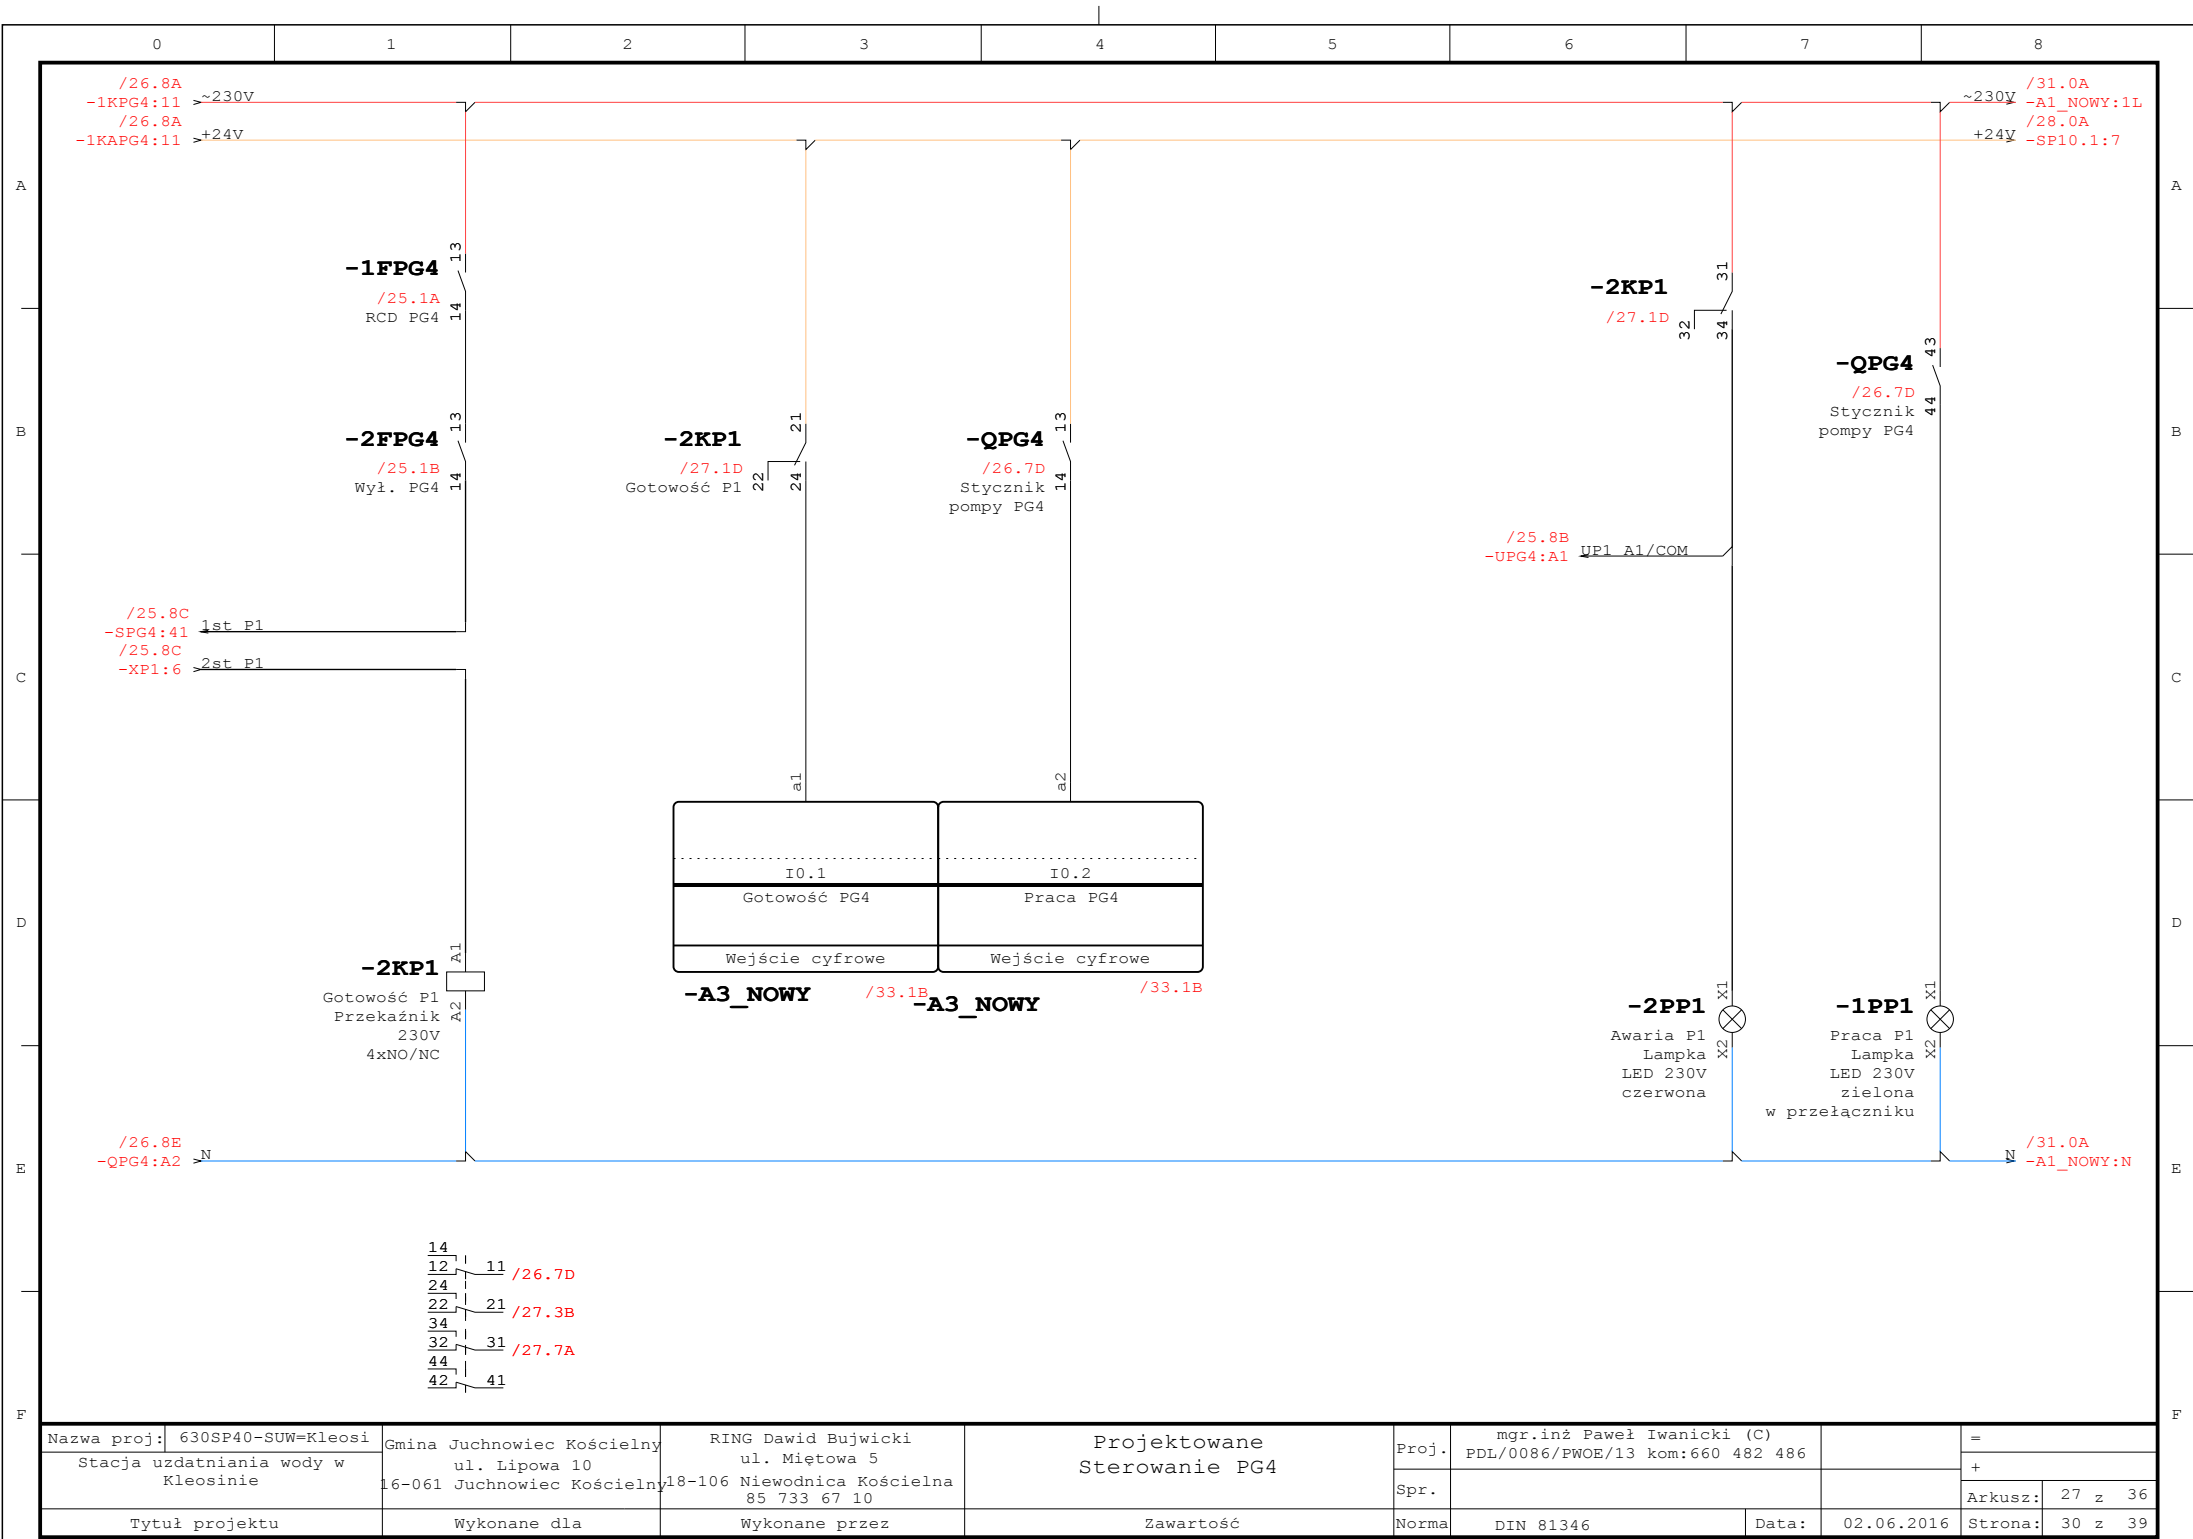 0 1 2 3 4 5 6 7 8
/26.8A
-1KPG4:11 ~230V
/26.8A
-1KAPG4:11 +24V
/31.0A
~230V -A1_NOWY:1L
/28.0A
+24V -SP10.1:7
A A
-1FPG4 13
/25.1A
RCD PG4 14
-2KP1 31
/27.1D
32 34
-QPG4 43
/26.7D
Stycznik 44
pompy PG4
B B
-2FPG4 13
/25.1B
Wył. PG4 14
-2KP1 21
/27.1D
Gotowość P1 22 24
-QPG4 13
/26.7D
Stycznik 14
pompy PG4
/25.8B
-UPG4:A1 UP1 A1/COM
/25.8C
-SPG4:41 1st P1
/25.8C
-XP1:6 2st P1
C C
a1 a2
I0.1 I0.2
Gotowość PG4 Praca PG4
D D
Wejście cyfrowe Wejście cyfrowe
-A3_NOWY /33.1B
-A3_NOWY /33.1B
-2KP1 A1
Gotowość P1 A2
Przekaźnik
230V
4xNO/NC
-2PP1 X1
Awaria P1 X2
Lampka
LED 230V
czerwona
-1PP1 X1
Praca P1 X2
Lampka
LED 230V
zielona
w przełączniku
/26.8E
-QPG4:A2 N
/31.0A
N -A1_NOWY:N
E E
14
12 11 /26.7D
24
22 21 /27.3B
34
32 31 /27.7A
44
42 41
F F
Nazwa proj: 630SP40-SUW=Kleosi
Stacja uzdatniania wody w
Kleosinie
Tytuł projektu
Gmina Juchnowiec Kościelny
ul. Lipowa 10
16-061 Juchnowiec Kościelny
Wykonane dla
RING Dawid Bujwicki
ul. Miętowa 5
18-106 Niewodnica Kościelna
85 733 67 10
Wykonane przez
Projektowane
Sterowanie PG4
Zawartość
Proj. mgr.inż Paweł Iwanicki (C)
PDL/0086/PWOE/13 kom:660 482 486
Spr.
Norma DIN 81346 Data: 02.06.2016
=
+
Arkusz: 27 z 36
Strona: 30 z 39